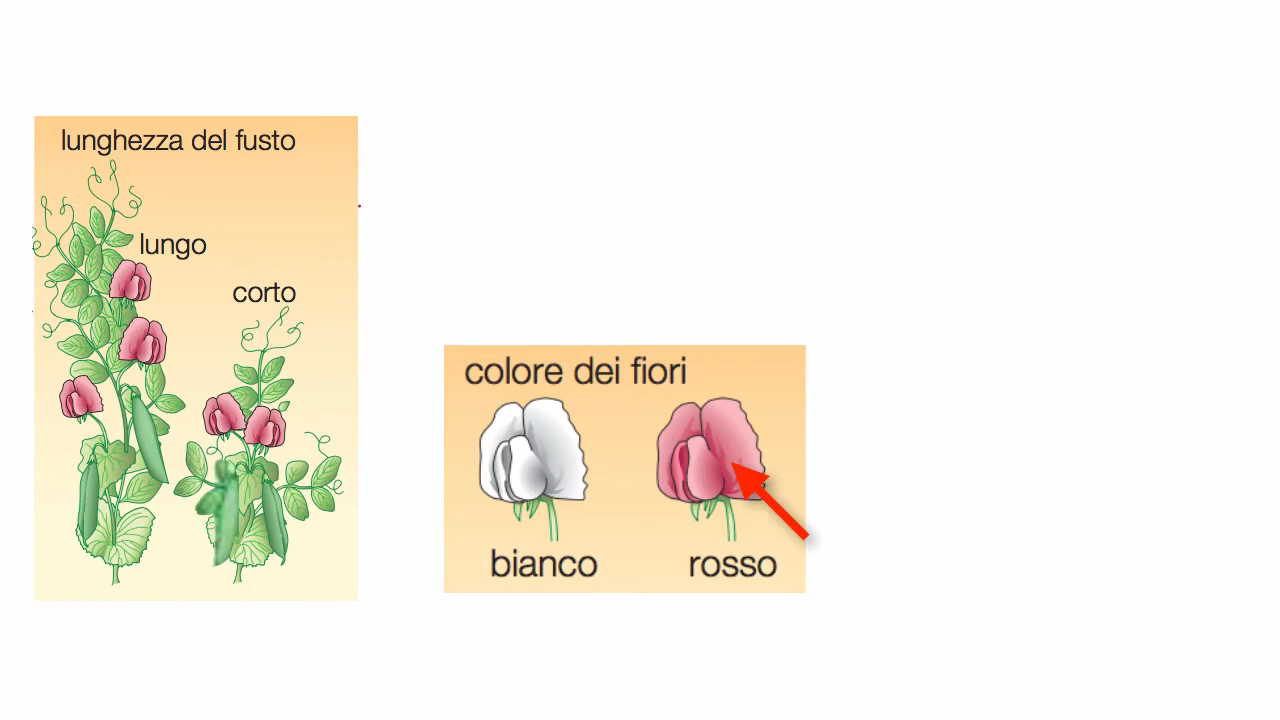 lunghezza del fusto
lungo
corto
colore dei fiori
bianco
rosso